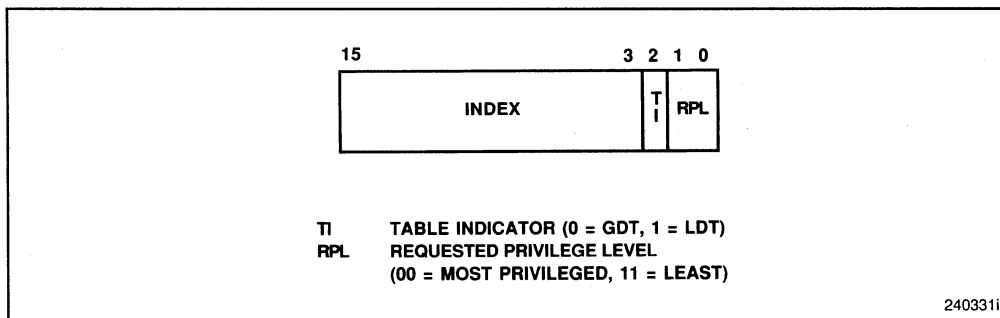 15 3 2 1 0
INDEX TI RPL
TI TABLE INDICATOR (0 = GDT, 1 = LDT)
RPL REQUESTED PRIVILEGE LEVEL
(00 = MOST PRIVILEGED, 11 = LEAST)
240331i